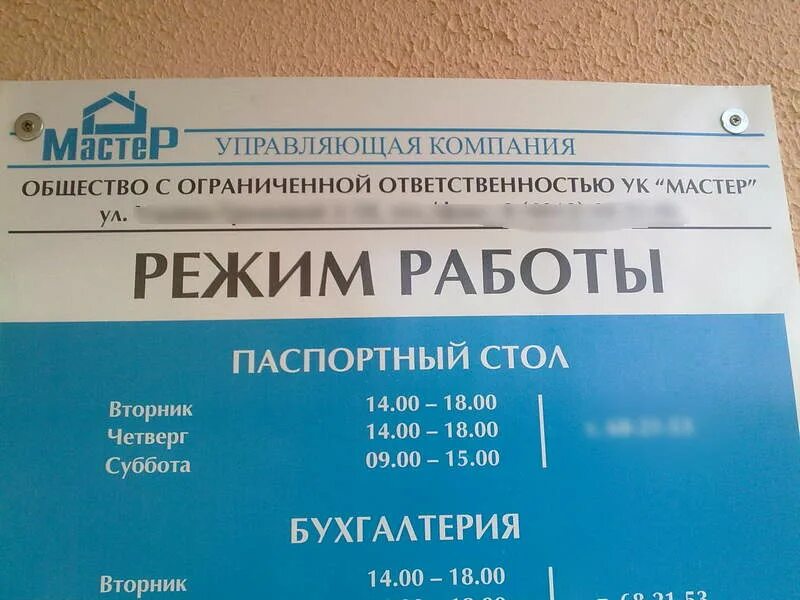 МастеР УПРАВЛЯЮЩАЯ КОМПАНИЯ
ОБЩЕСТВО С ОГРАНИЧЕННОЙ ОТВЕТСТВЕННОСТЬЮ УК “МАСТЕР”
ул.
РЕЖИМ РАБОТЫ
ПАСПОРТНЫЙ СТОЛ
Вторник 14.00 – 18.00
Четверг 14.00 – 18.00
Суббота 09.00 – 15.00
БУХГАЛТЕРИЯ
Вторник 14.00 – 18.00